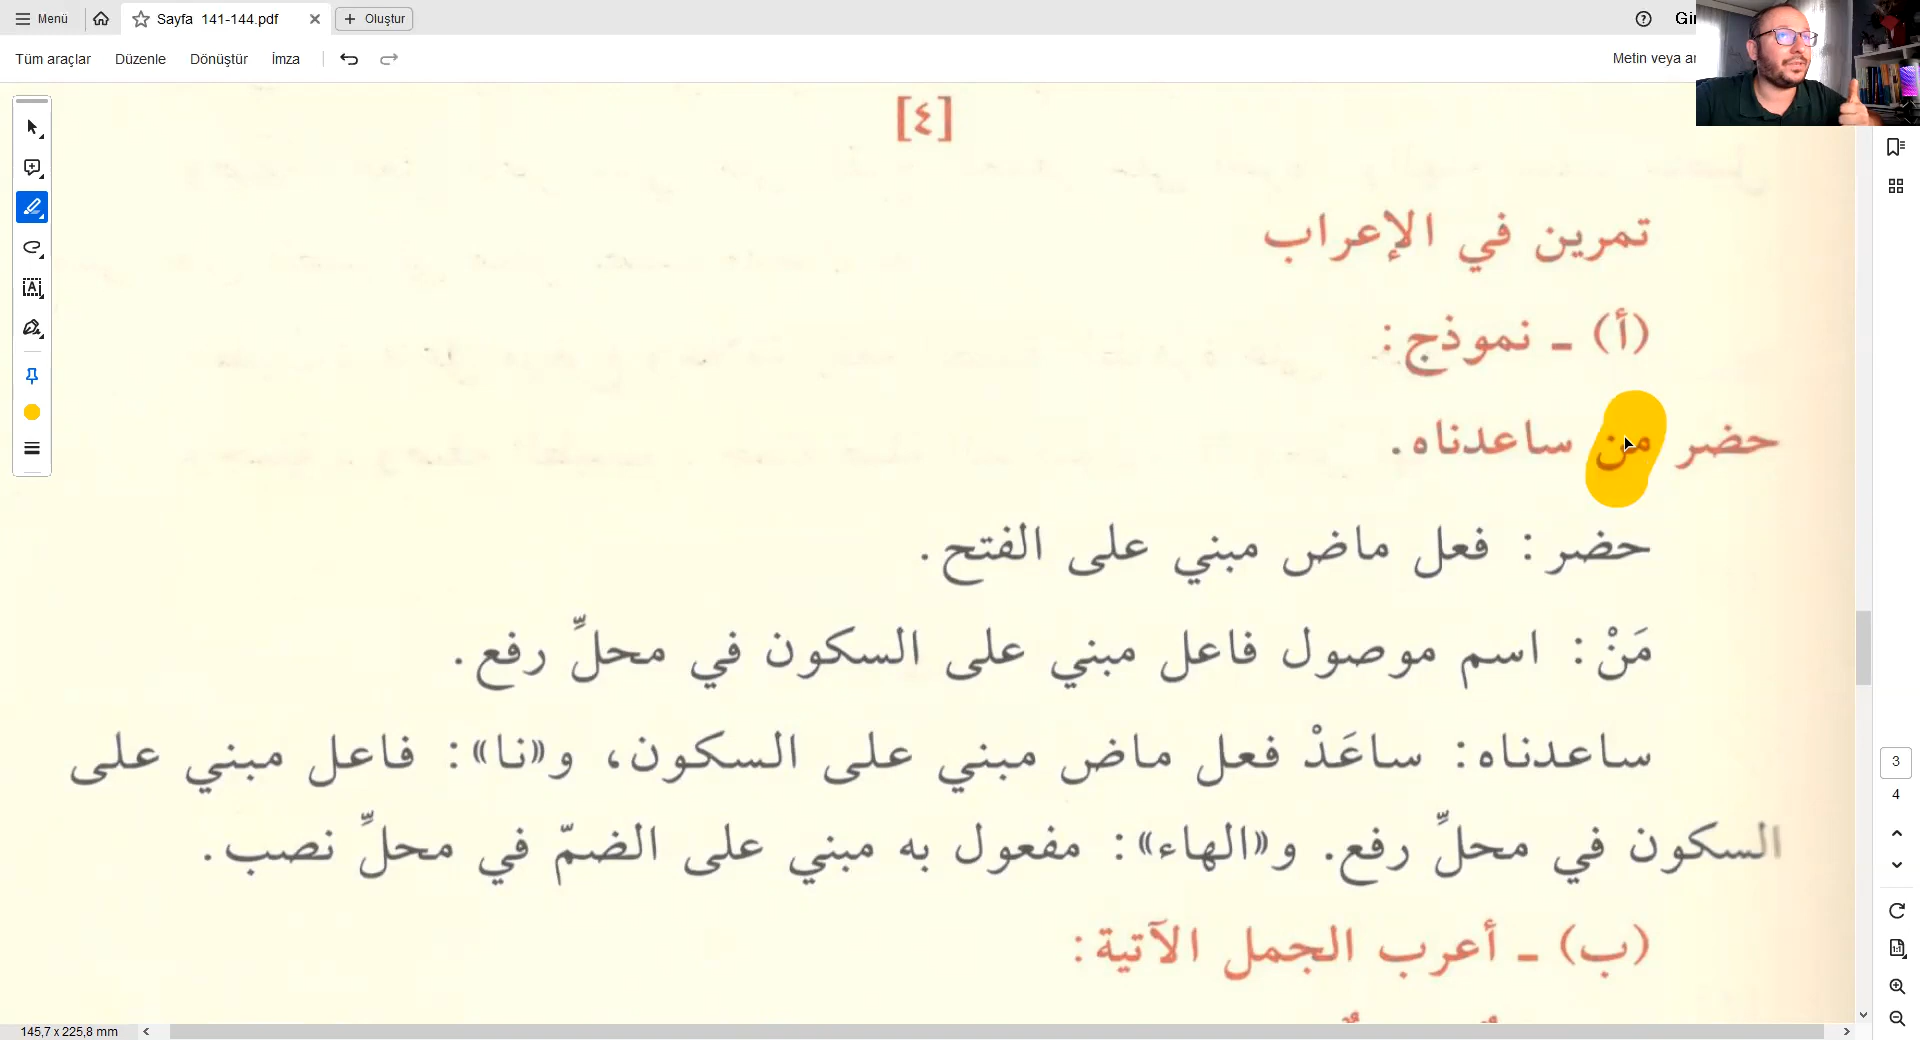 Menü
Sayfa 141-144.pdf
Oluştur
Gir
Tüm araçlar
Düzenle
Dönüştür
İmza
Metin veya ar
[٤]
تمرين في الإعراب
(أ) ـ نموذج :
حضر من ساعدناه .
حضر : فعل ماض مبني على الفتح .
مَنْ : اسم موصول فاعل مبني على السكون في محلِّ رفع .
ساعدناه : ساعَدْ فعل ماض مبني على السكون، و«نا» : فاعل مبني على
السكون في محلِّ رفع. و«الهاء» : مفعول به مبني على الضمّ في محلِّ نصب .
(ب) ـ أعرب الجمل الآتية :
3
4
145,7 x 225,8 mm